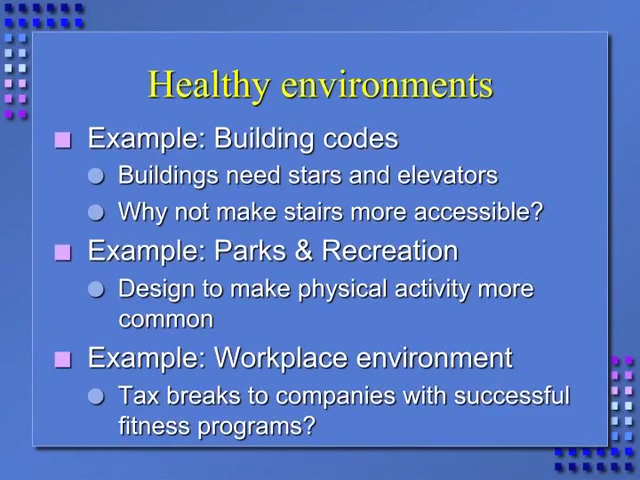 Healthy environments
Example: Building codes
Buildings need stars and elevators
Why not make stairs more accessible?
Example: Parks & Recreation
Design to make physical activity more
common
Example: Workplace environment
Tax breaks to companies with successful
fitness programs?